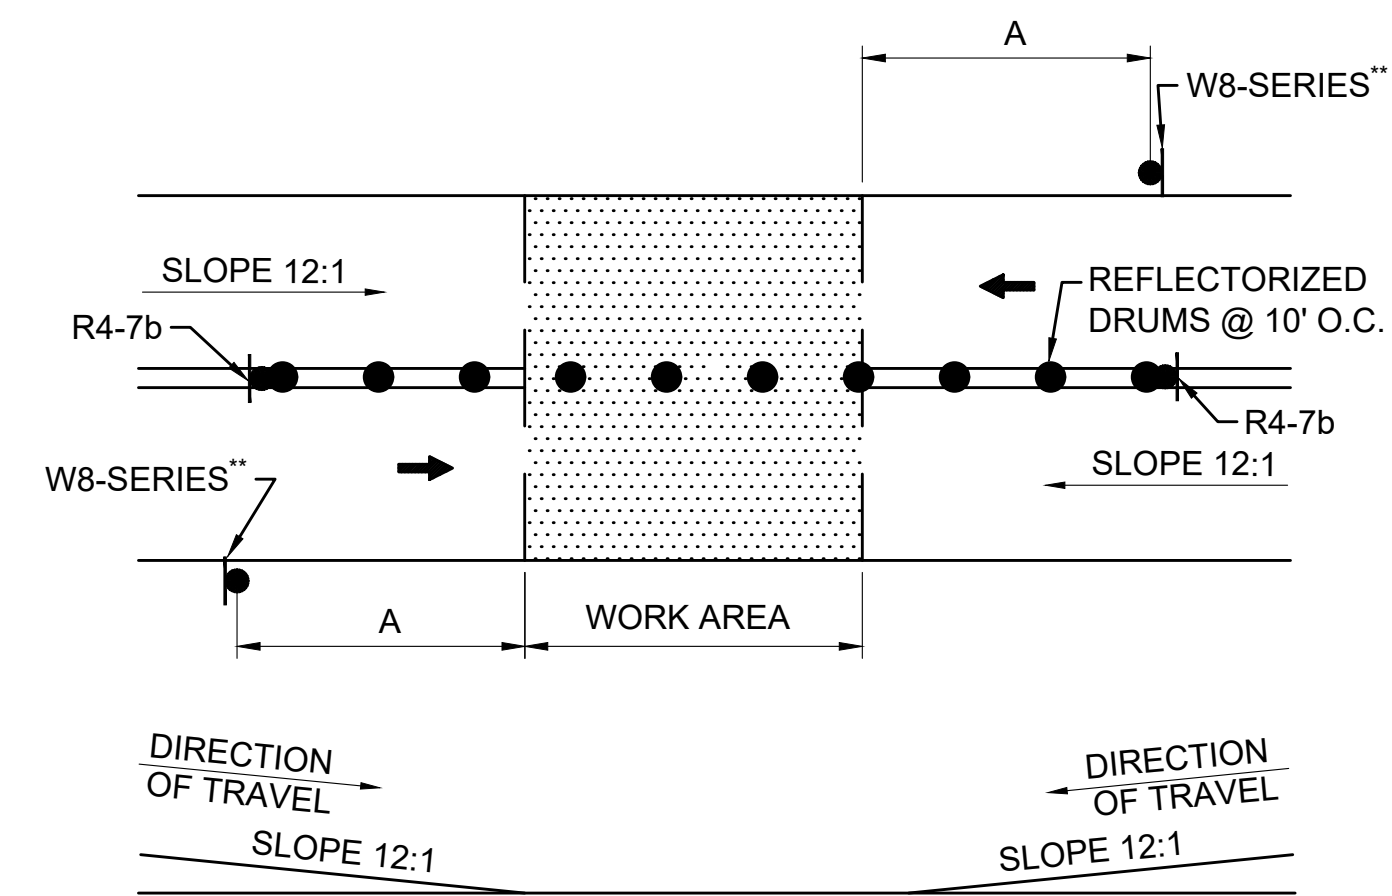 A
W8-SERIES**
SLOPE 12:1
REFLECTORIZED
DRUMS @ 10' O.C.
R4-7b
R4-7b
W8-SERIES**
SLOPE 12:1
A
WORK AREA
DIRECTION
OF TRAVEL
DIRECTION
OF TRAVEL
SLOPE 12:1
SLOPE 12:1